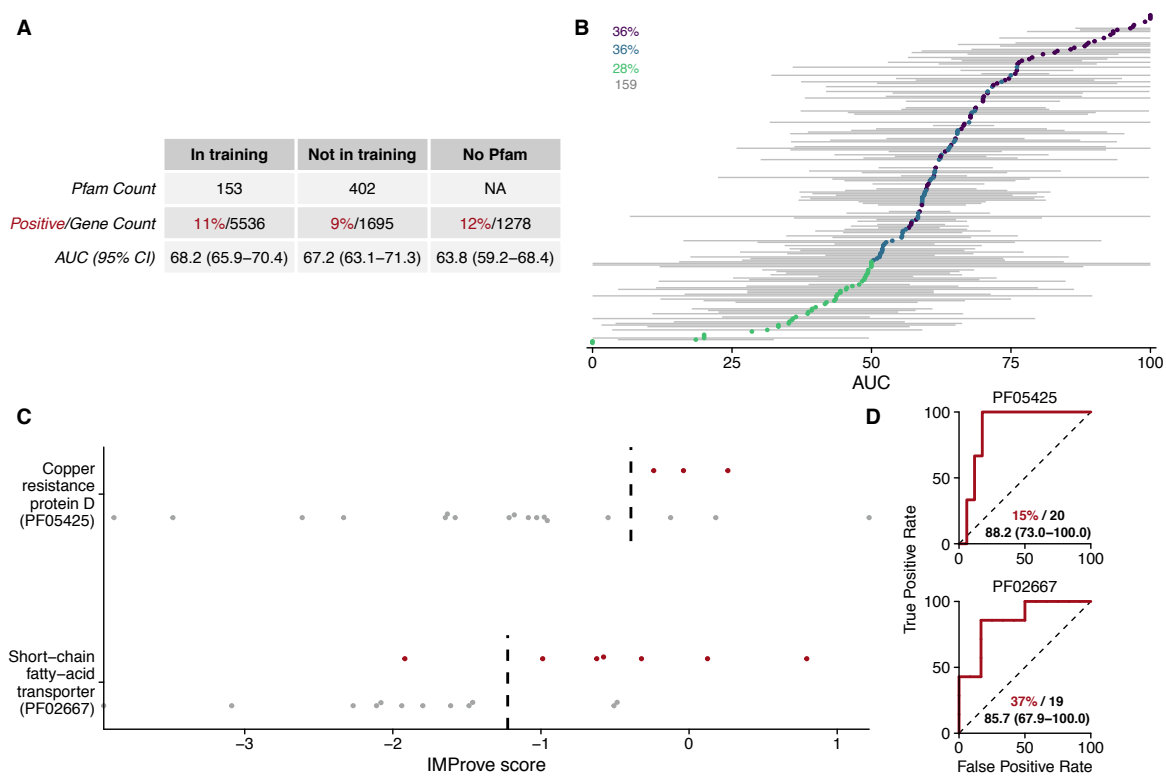 A
In training Not in training No Pfam
Pfam Count 153 402 NA
Positive/Gene Count 11%/5536 9%/1695 12%/1278
AUC (95% CI) 68.2 (65.9–70.4) 67.2 (63.1–71.3) 63.8 (59.2–68.4)
B
36%
36%
28%
159
0 25 50 75 100
AUC
C
Copper
resistance
protein D
(PF05425)
Short−chain
fatty−acid
transporter
(PF02667)
−3 −2 −1 0 1
IMProve score
D
PF05425
100
50
0
15% / 20
88.2 (73.0−100.0)
0 50 100
PF02667
100
50
0
37% / 19
85.7 (67.9−100.0)
0 50 100
True Positive Rate
False Positive Rate